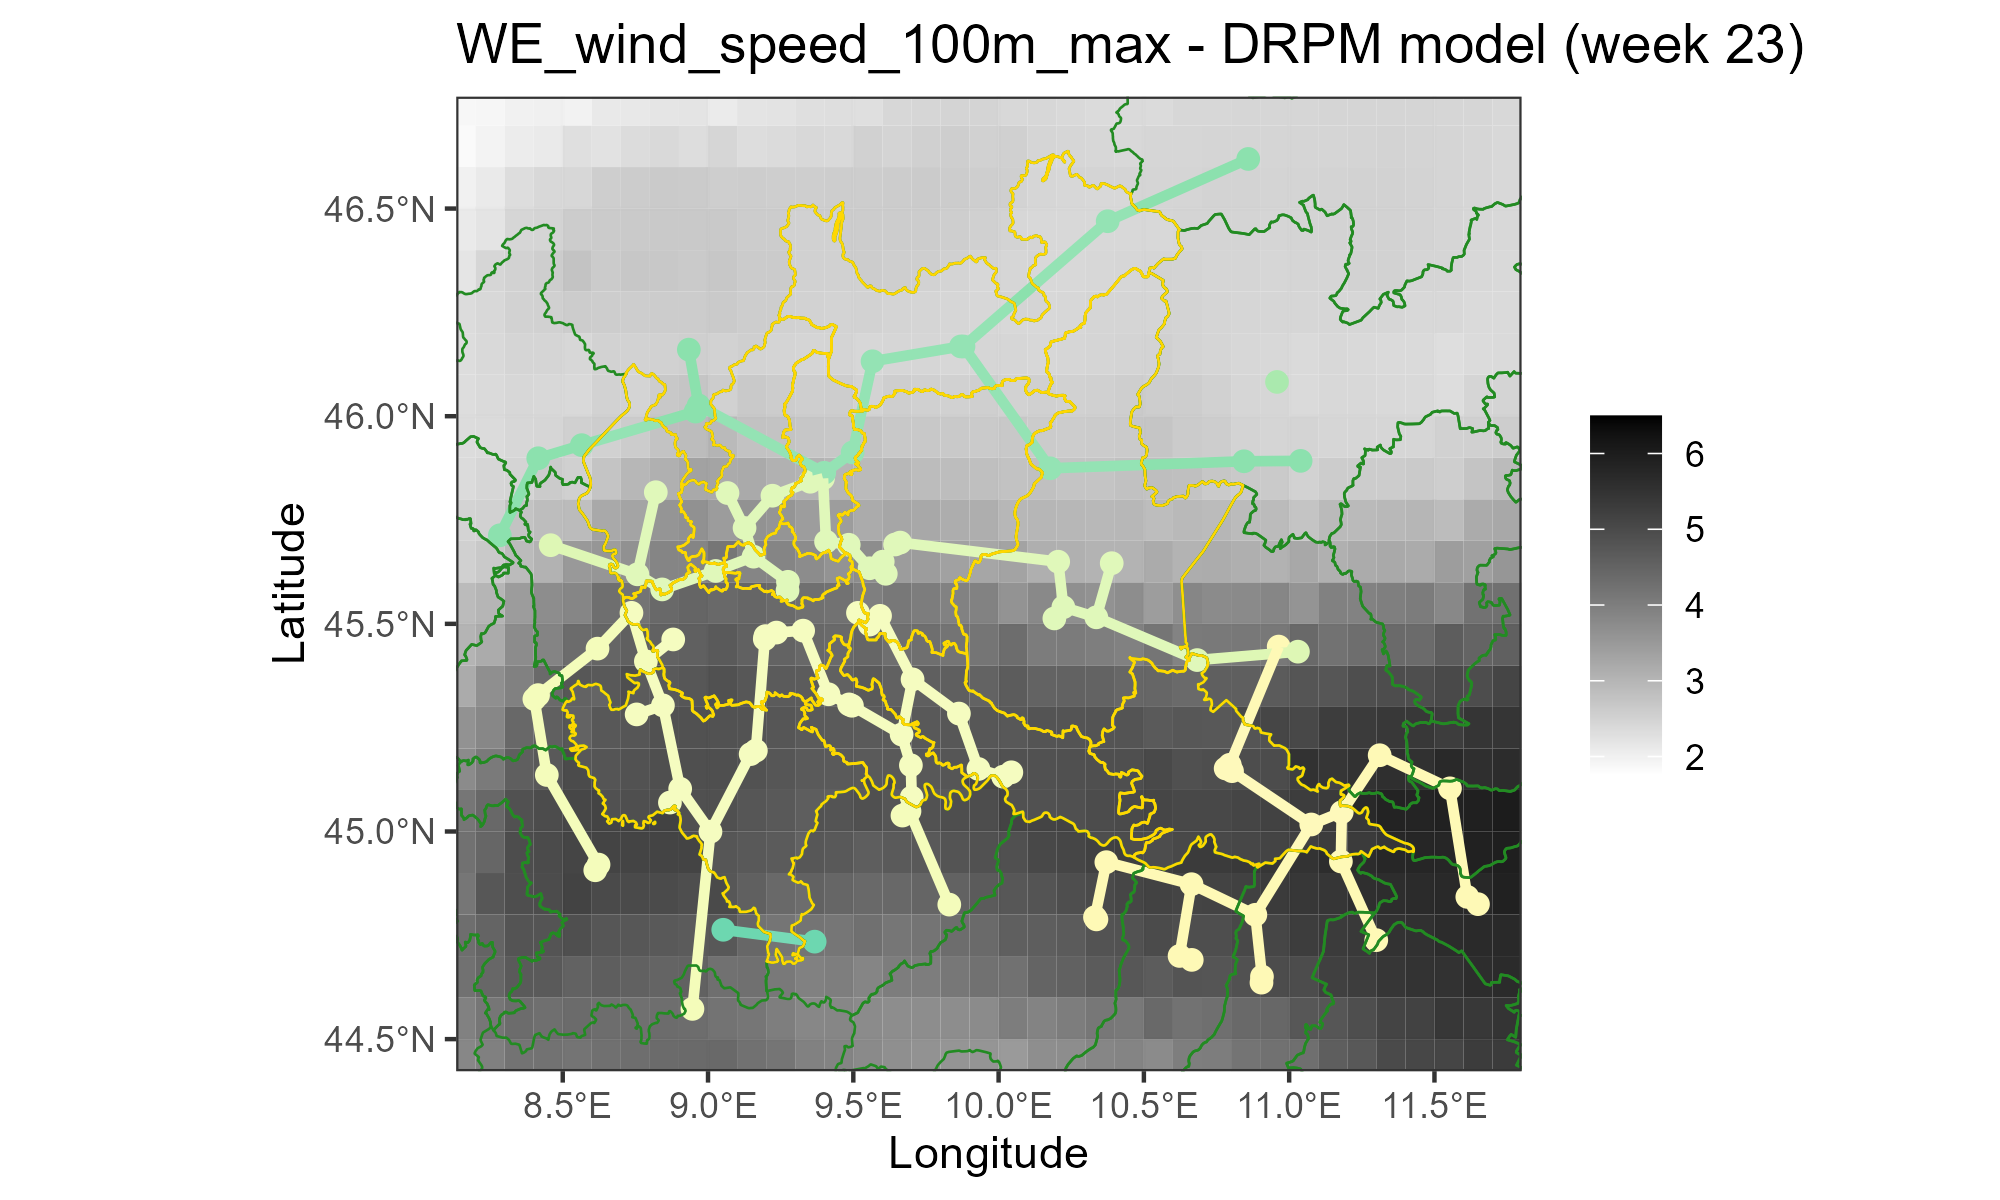 WE_wind_speed_100m_max - DRPM model (week 23)
46.5°N
46.0°N
45.5°N
45.0°N
44.5°N
Latitude
8.5°E 9.0°E 9.5°E 10.0°E 10.5°E 11.0°E 11.5°E
Longitude
6
5
4
3
2